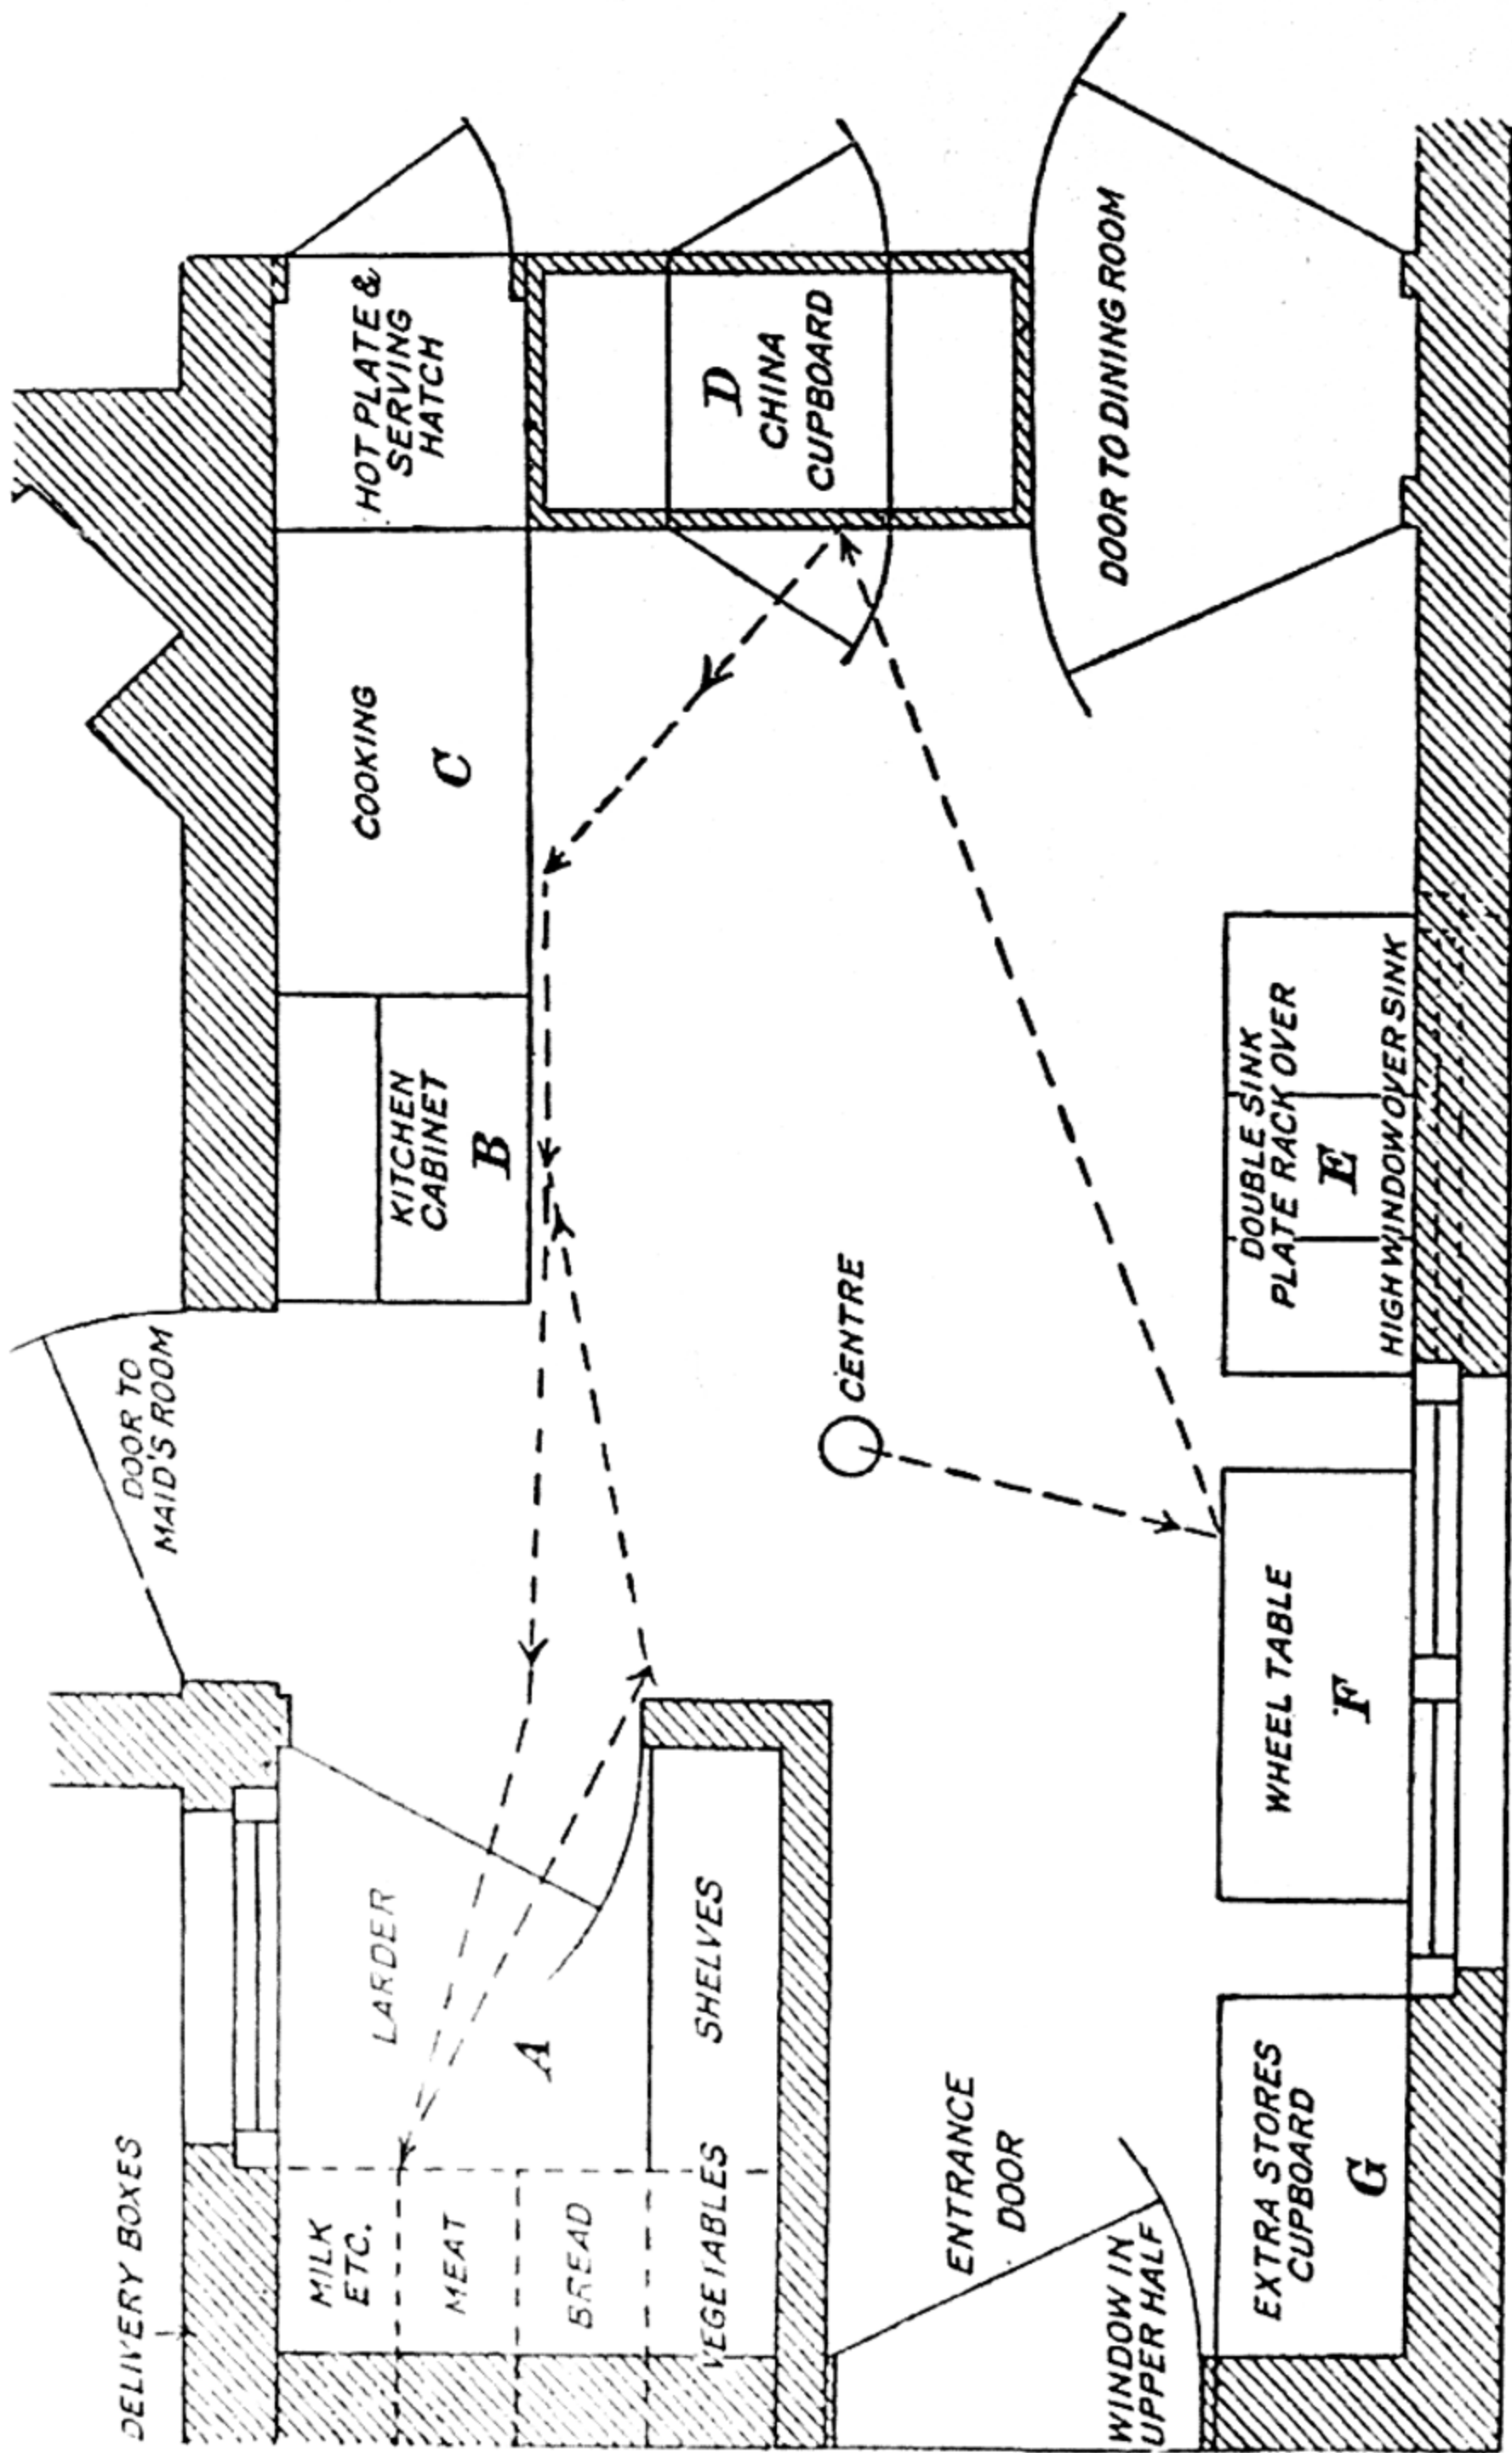 DELIVERY BOXES
DOOR TO
MAID'S ROOM
MILK
ETC.
MEAT
BREAD
VEGETABLES
LARDER
A
SHELVES
KITCHEN
CABINET
B
COOKING
C
HOT PLATE &
SERVING
HATCH
D
CHINA
CUPBOARD
CENTRE
DOOR TO DINING ROOM
ENTRANCE
DOOR
WINDOW IN
UPPER HALF
EXTRA STORES
CUPBOARD
G
WHEEL TABLE
F
DOUBLE SINK
PLATE RACK OVER
E
HIGH WINDOW OVER SINK